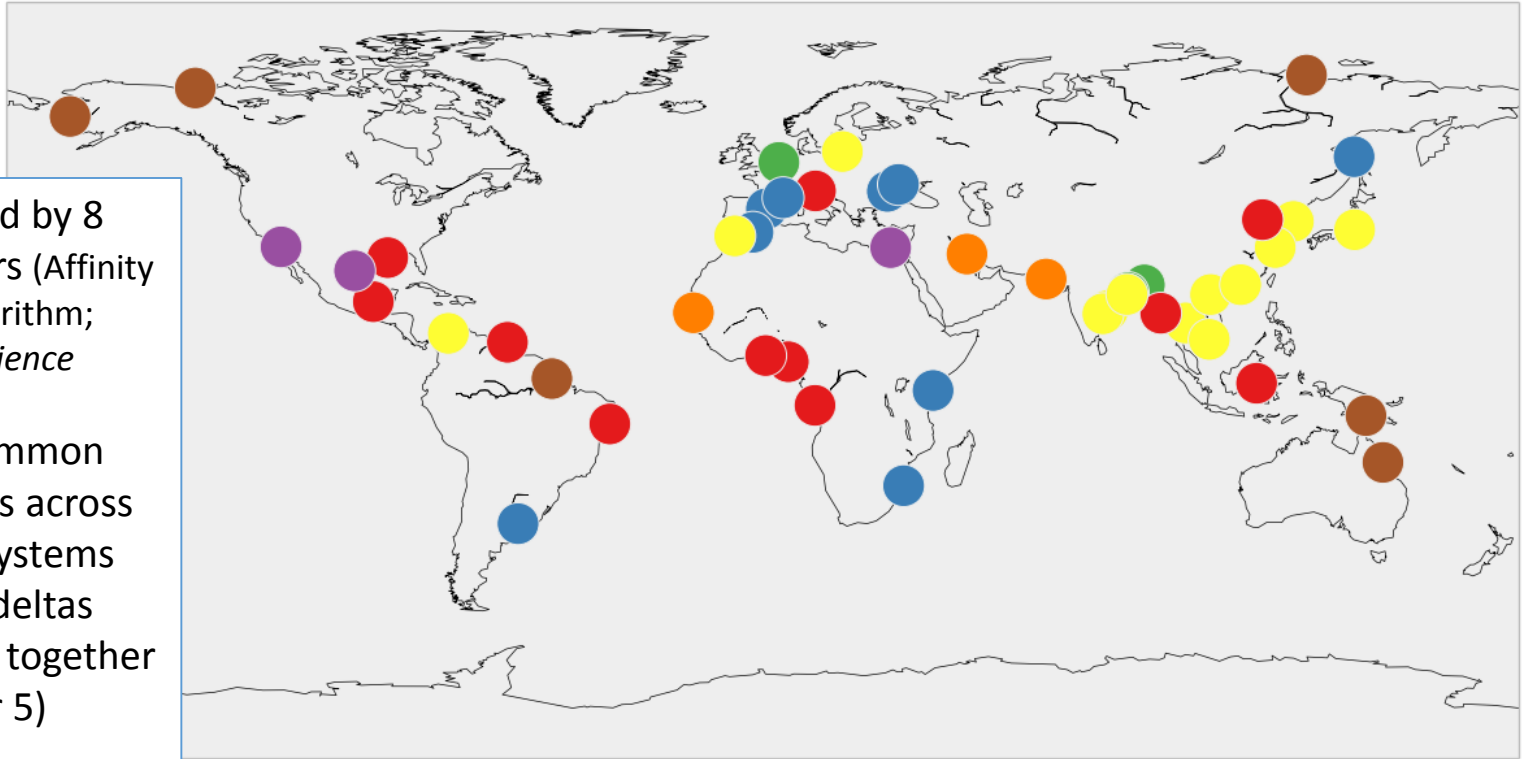 d by 8
rs (Affinity
rithm;
ience
mmon
s across
ystems
deltas
together
r 5)